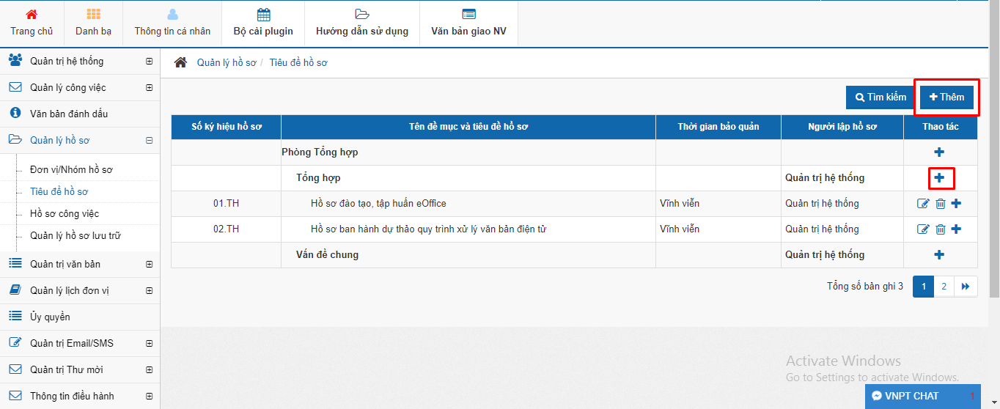 Trang chủ Danh bạ Thông tin cá nhân Bộ cài plugin Hướng dẫn sử dụng Văn bản giao NV
Quản trị hệ thống
Quản lý công việc
Văn bản đánh dấu
Quản lý hồ sơ
Đơn vị/Nhóm hồ sơ
Tiêu đề hồ sơ
Hồ sơ công việc
Quản lý hồ sơ lưu trữ
Quản trị văn bản
Quản lý lịch đơn vị
Ủy quyền
Quản trị Email/SMS
Quản trị Thư mời
Thông tin điều hành
Quản lý hồ sơ / Tiêu đề hồ sơ
Tìm kiếm Thêm
Số ký hiệu hồ sơ Tên đề mục và tiêu đề hồ sơ Thời gian bảo quản Người lập hồ sơ Thao tác
Phòng Tổng hợp
Tổng hợp Quản trị hệ thống
01.TH Hồ sơ đào tạo, tập huấn eOffice Vĩnh viễn Quản trị hệ thống
02.TH Hồ sơ ban hành dự thảo quy trình xử lý văn bản điện tử Vĩnh viễn Quản trị hệ thống
Vấn đề chung Quản trị hệ thống
Tổng số bản ghi 3 1 2
Activate Windows
Go to Settings to activate Windows.
VNPT CHAT 1